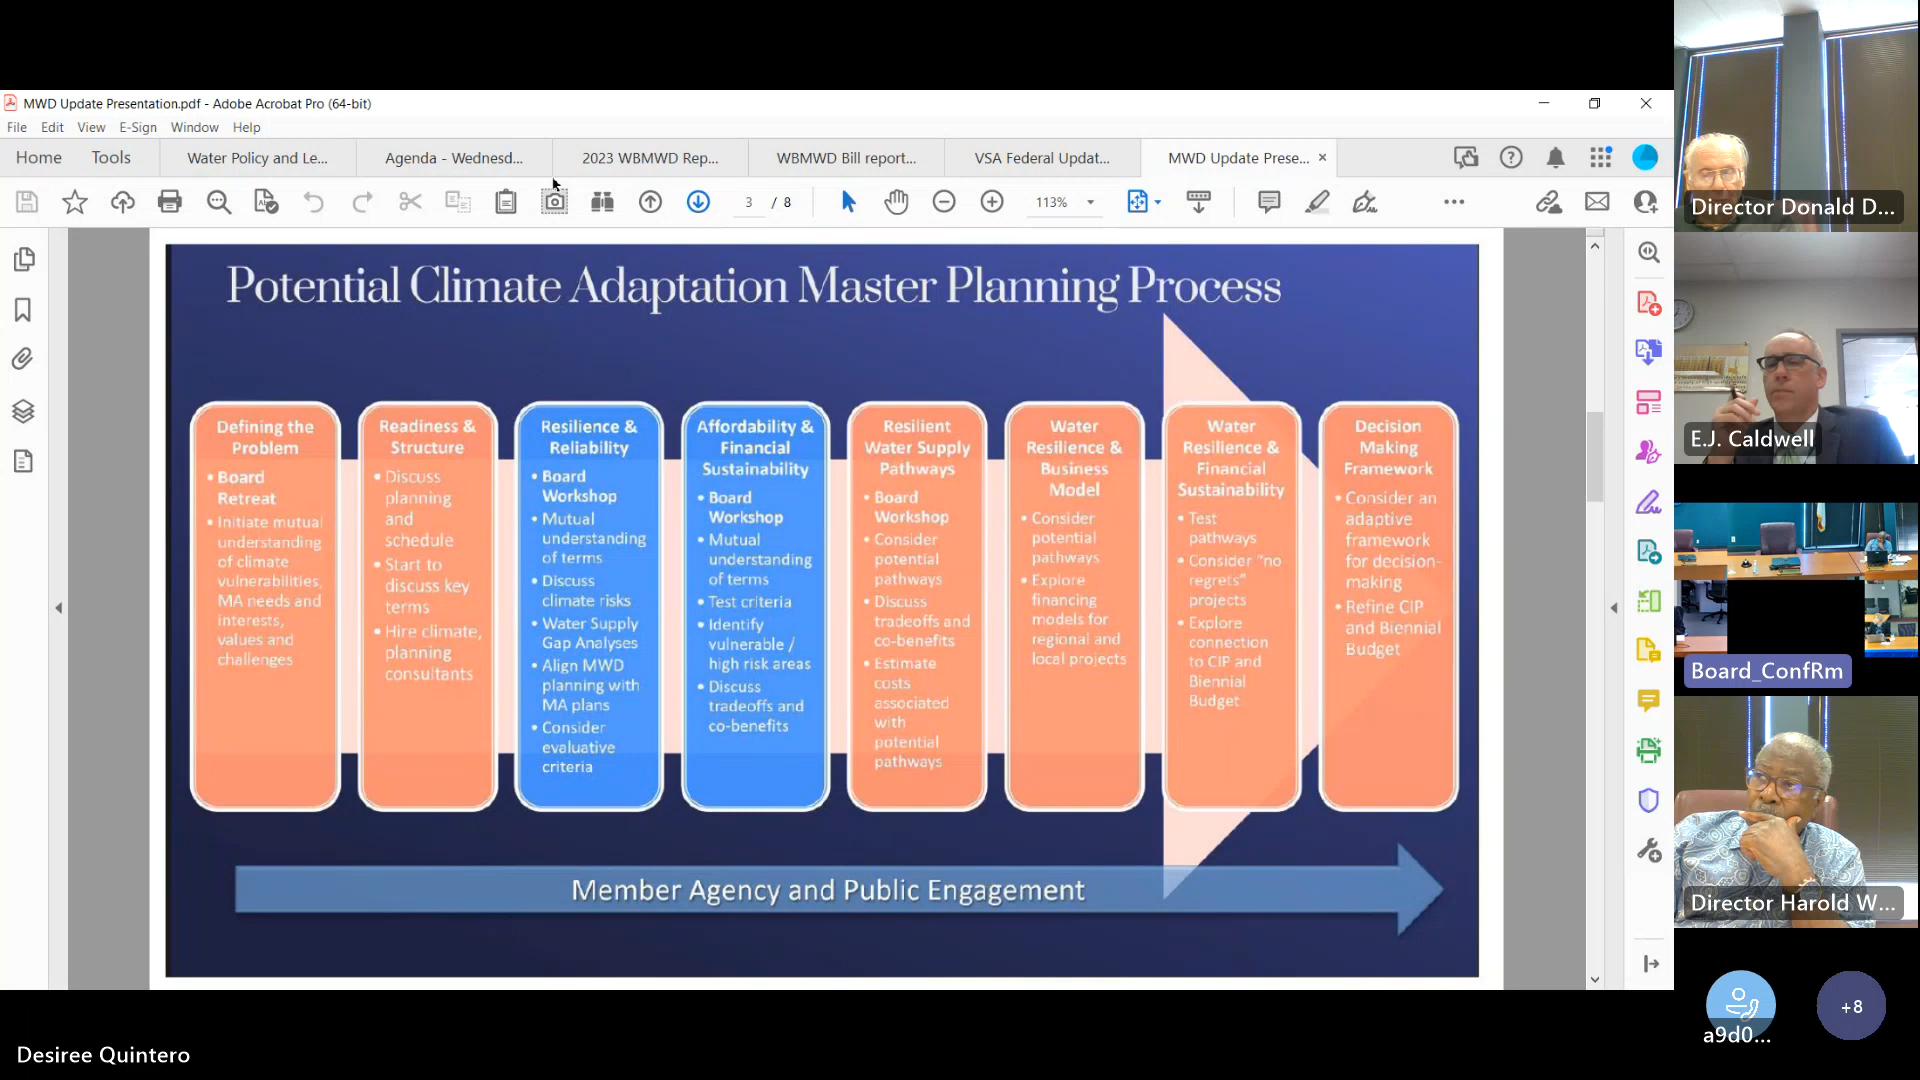 MWD Update Presentation.pdf - Adobe Acrobat Pro (64-bit)
File Edit View E-Sign Window Help
Home Tools Water Policy and Le... Agenda - Wednesd... 2023 WBMWD Rep... WBMWD Bill report... VSA Federal Updat... MWD Update Prese...
3 / 8 113%
Potential Climate Adaptation Master Planning Process
Defining the
Problem
• Board
Retreat
• Initiate mutual
understanding
of climate
vulnerabilities,
MA needs and
interests,
values and
challenges
Readiness &
Structure
• Discuss
planning
and
schedule
• Start to
discuss key
terms
• Hire climate,
planning
consultants
Resilience &
Reliability
• Board
Workshop
• Mutual
understanding
of terms
• Discuss
climate risks
• Water Supply
Gap Analyses
• Align MWD
planning with
MA plans
• Consider
evaluative
criteria
Affordability &
Financial
Sustainability
• Board
Workshop
• Mutual
understanding
of terms
• Test criteria
• Identify
vulnerable /
high risk areas
• Discuss
tradeoffs and
co-benefits
Resilient
Water Supply
Pathways
• Board
Workshop
• Consider
potential
pathways
• Discuss
tradeoffs and
co-benefits
• Estimate
costs
associated
with
potential
pathways
Water
Resilience &
Business
Model
• Consider
potential
pathways
• Explore
financing
models for
regional and
local projects
Water
Resilience &
Financial
Sustainability
• Test
pathways
• Consider “no
regrets”
projects
• Explore
connection
to CIP and
Biennial
Budget
Decision
Making
Framework
• Consider an
adaptive
framework
for decision-
making
• Refine CIP
and Biennial
Budget
Member Agency and Public Engagement
Director Donald D...
E.J. Caldwell
Board_ConfRm
Director Harold W...
a9d0...
+8
Desiree Quintero